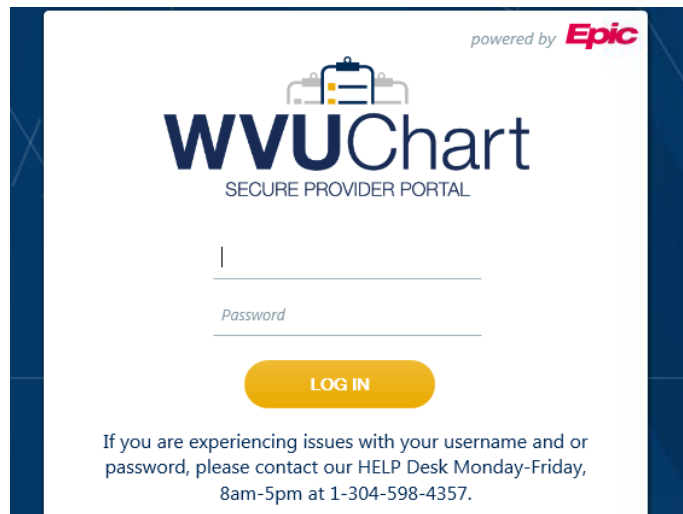 powered by Epic
WVUChart
SECURE PROVIDER PORTAL
Password
LOG IN
If you are experiencing issues with your username and or
password, please contact our HELP Desk Monday-Friday,
8am-5pm at 1-304-598-4357.